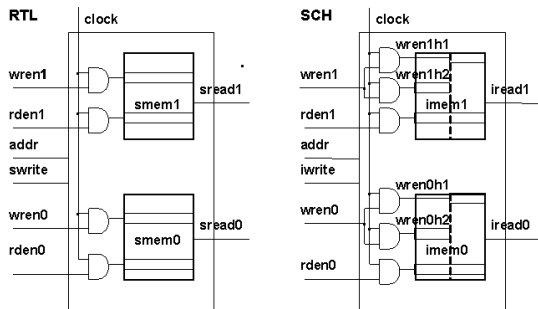 RTL
clock
wren1
smem1
sread1
rden1
addr
swrite
wren0
sread0
smem0
rden0
SCH
clock
wren1h1
wren1
wren1h2
imem1
iread1
rden1
addr
iwrite
wren0h1
wren0
wren0h2
iread0
imem0
rden0